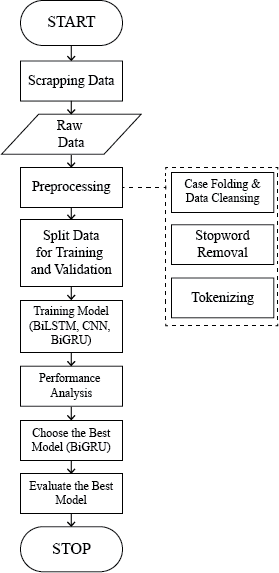 START
Scrapping Data
Raw
Data
Preprocessing
Case Folding &
Data Cleansing
Stopword
Removal
Tokenizing
Split Data
for Training
and Validation
Training Model
(BiLSTM, CNN,
BiGRU)
Performance
Analysis
Choose the Best
Model (BiGRU)
Evaluate the Best
Model
STOP